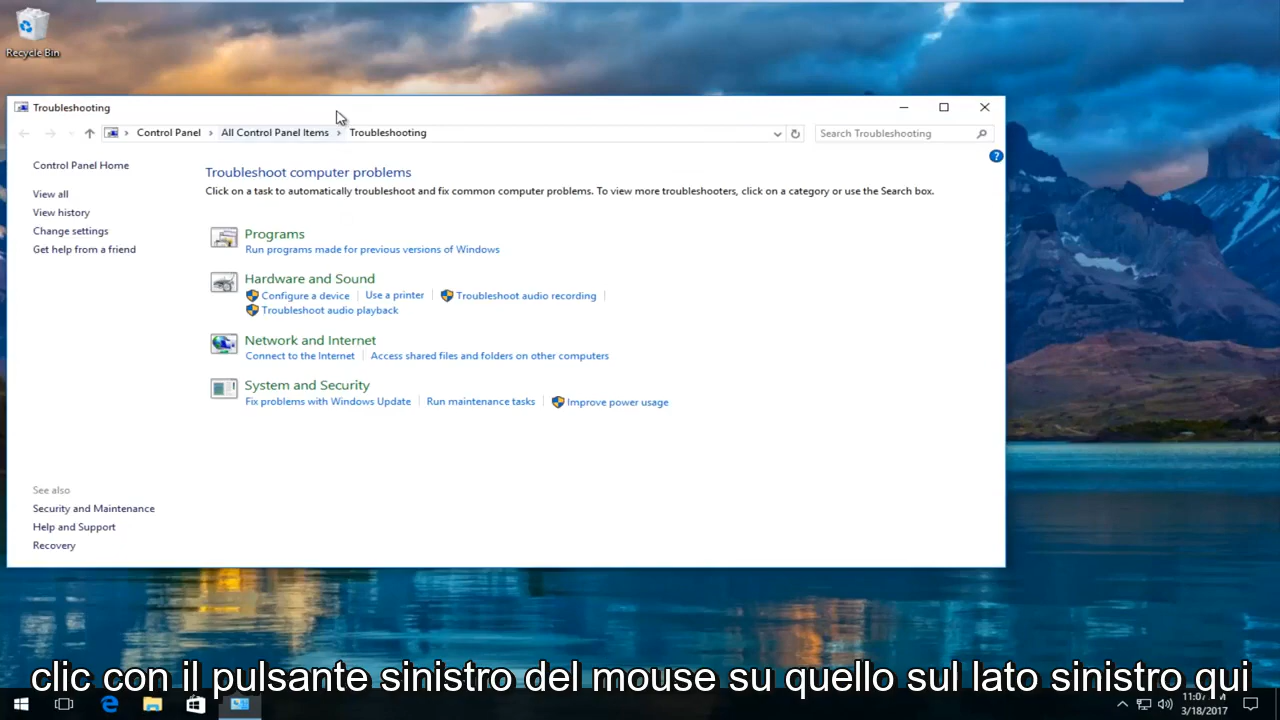 Recycle Bin
Troubleshooting
Control Panel › All Control Panel Items › Troubleshooting
Search Troubleshooting
Control Panel Home
View all
View history
Change settings
Get help from a friend
Troubleshoot computer problems
Click on a task to automatically troubleshoot and fix common computer problems. To view more troubleshooters, click on a category or use the Search box.
Programs
Run programs made for previous versions of Windows
Hardware and Sound
Configure a device | Use a printer | Troubleshoot audio recording |
Troubleshoot audio playback
Network and Internet
Connect to the Internet | Access shared files and folders on other computers
System and Security
Fix problems with Windows Update | Run maintenance tasks | Improve power usage
See also
Security and Maintenance
Help and Support
Recovery
clic con il pulsante sinistro del mouse su quello sul lato sinistro qui
3/18/2017